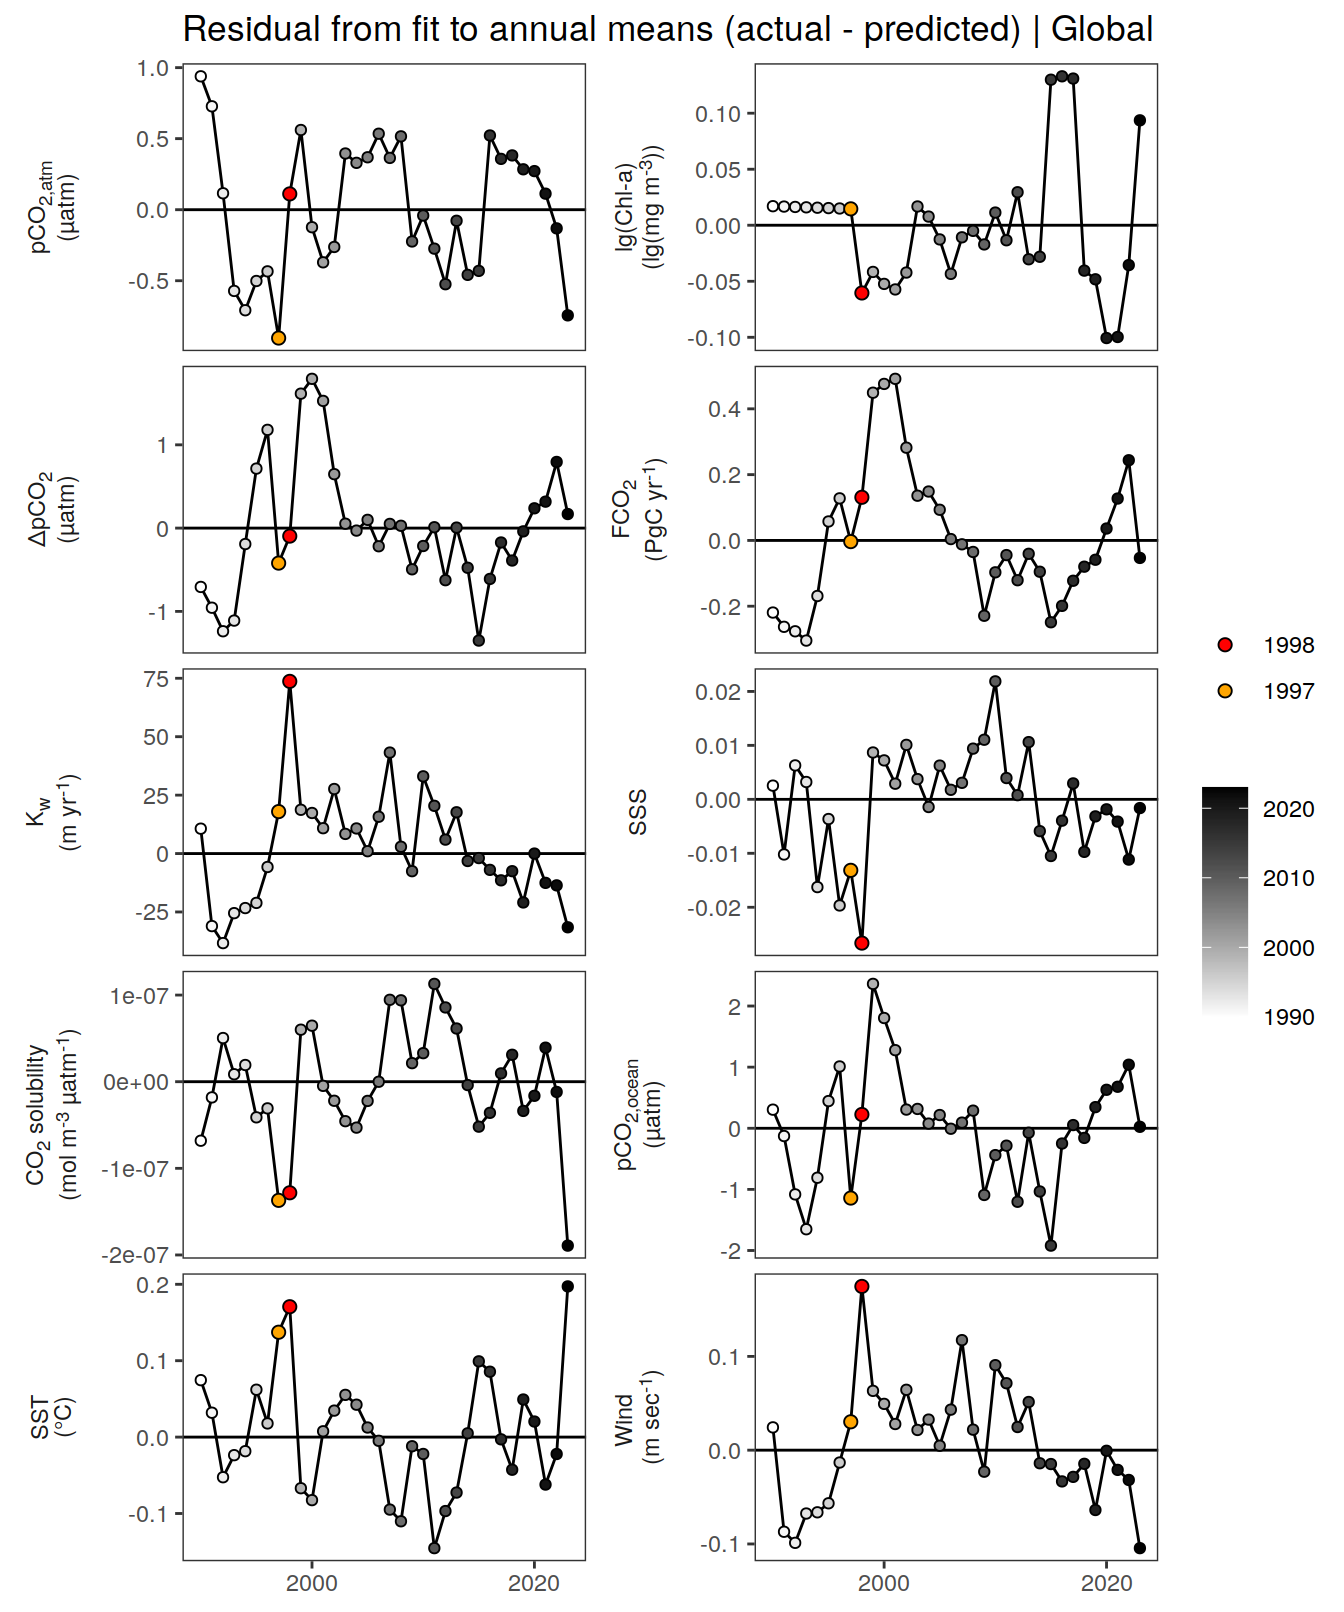 Residual from fit to annual means (actual - predicted) | Global
pCO2,atm
(µatm)
1.0
0.5
0.0
-0.5
lg(Chl-a)
(lg(mg m-3))
0.10
0.05
0.00
-0.05
-0.10
ΔpCO2
(µatm)
1
0
-1
FCO2
(PgC yr-1)
0.4
0.2
0.0
-0.2
Kw
(m yr-1)
75
50
25
0
-25
SSS
0.02
0.01
0.00
-0.01
-0.02
CO2 solubility
(mol m-3 µatm-1)
1e-07
0e+00
-1e-07
-2e-07
pCO2,ocean
(µatm)
2
1
0
-1
-2
SST
(°C)
0.2
0.1
0.0
-0.1
2000
2020
Wind
(m sec-1)
0.1
0.0
-0.1
2000
2020
1998
1997
2020
2010
2000
1990